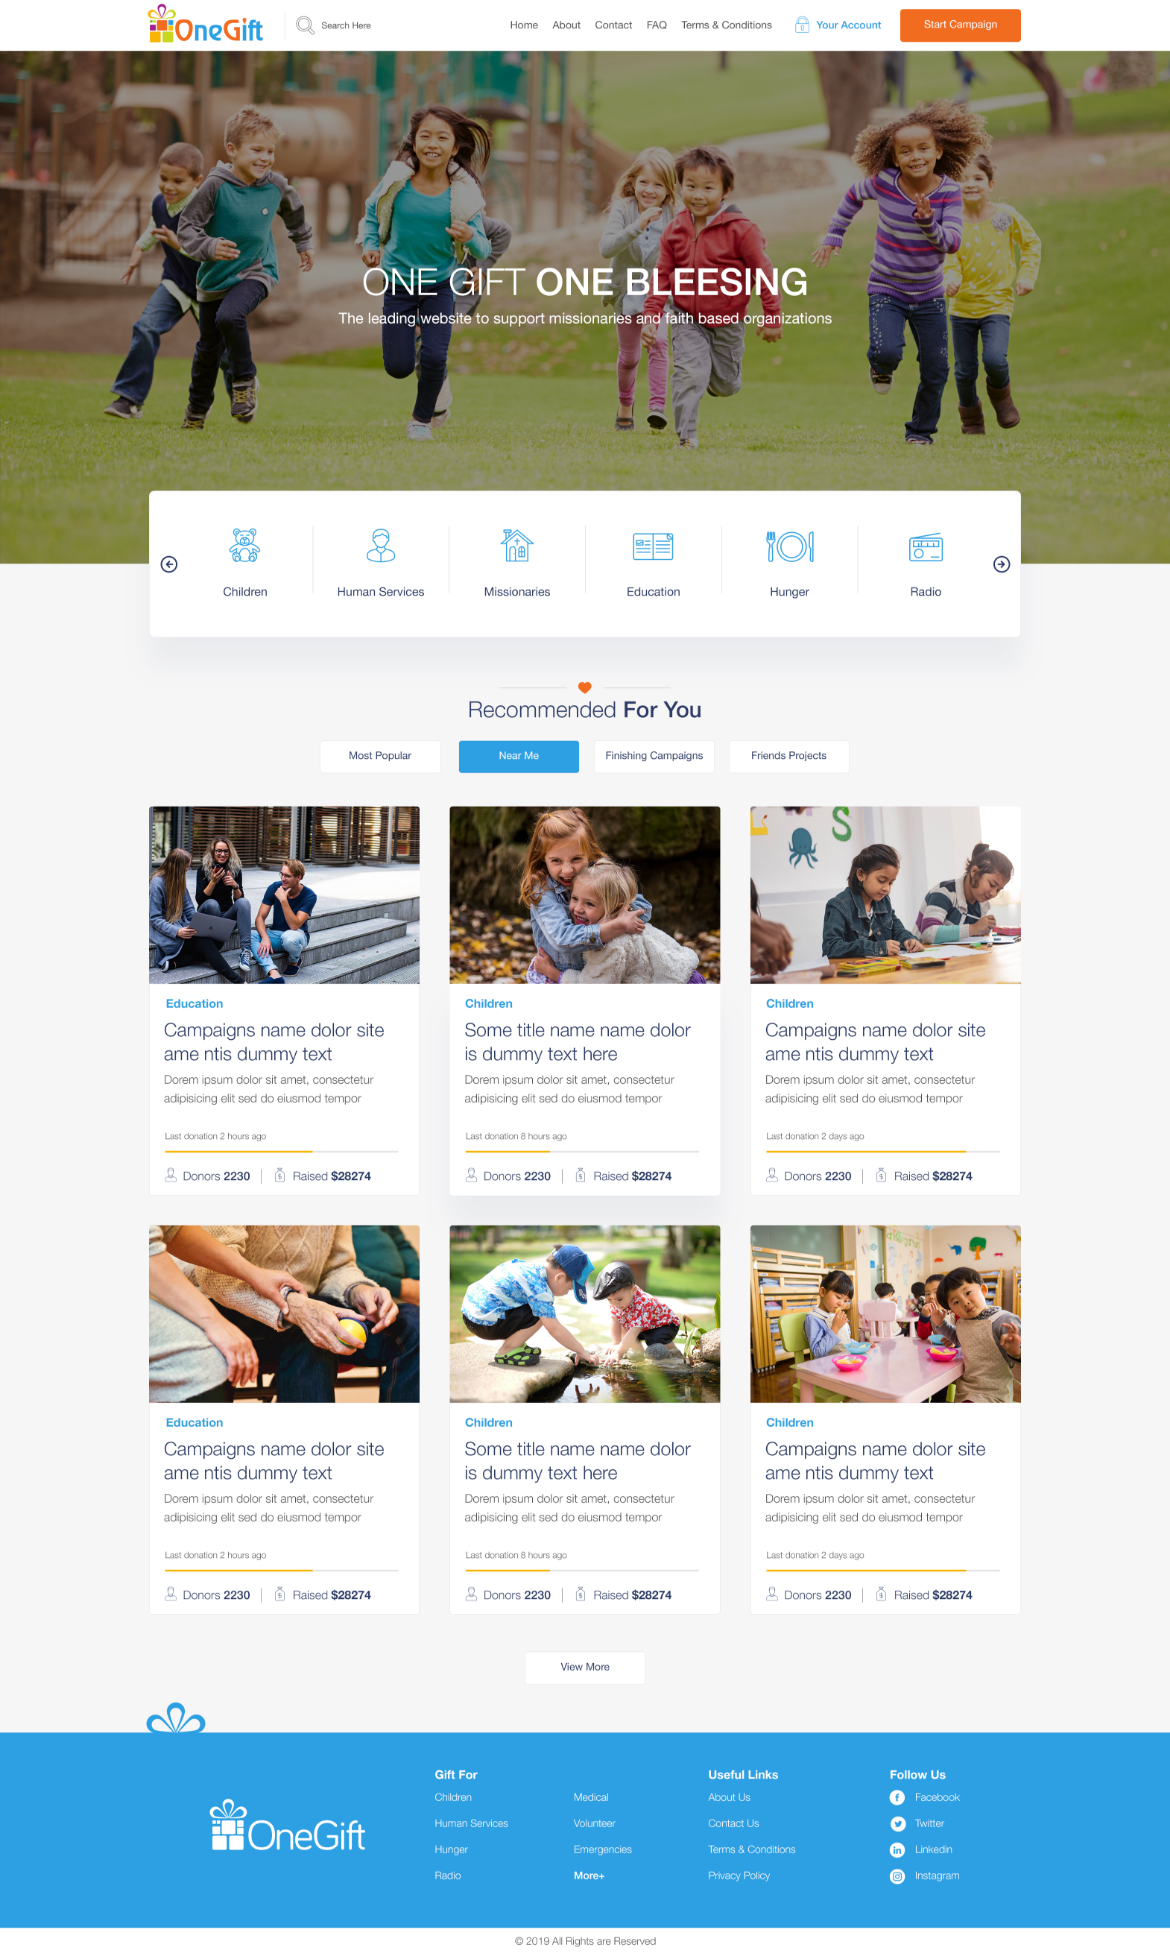 OneGift
Search Here
Home
About
Contact
FAQ
Terms & Conditions
Your Account
Start Campaign
ONE GIFT ONE BLEESING
The leading website to support missionaries and faith based organizations
Children
Human Services
Missionaries
Education
Hunger
Radio
Recommended For You
Most Popular
Near Me
Finishing Campaigns
Friends Projects
Education
Campaigns name dolor site
ame ntis dummy text
Dorem ipsum dolor sit amet, consectetur
adipisicing elit sed do eiusmod tempor
Last donation 2 hours ago
Donors 2230
Raised $28274
Children
Some title name name dolor
is dummy text here
Dorem ipsum dolor sit amet, consectetur
adipisicing elit sed do eiusmod tempor
Last donation 8 hours ago
Donors 2230
Raised $28274
S
Children
Campaigns name dolor site
ame ntis dummy text
Dorem ipsum dolor sit amet, consectetur
adipisicing elit sed do eiusmod tempor
Last donation 2 days ago
Donors 2230
Raised $28274
Education
Campaigns name dolor site
ame ntis dummy text
Dorem ipsum dolor sit amet, consectetur
adipisicing elit sed do eiusmod tempor
Last donation 2 hours ago
Donors 2230
Raised $28274
Children
Some title name name dolor
is dummy text here
Dorem ipsum dolor sit amet, consectetur
adipisicing elit sed do eiusmod tempor
Last donation 8 hours ago
Donors 2230
Raised $28274
Children
Campaigns name dolor site
ame ntis dummy text
Dorem ipsum dolor sit amet, consectetur
adipisicing elit sed do eiusmod tempor
Last donation 2 days ago
Donors 2230
Raised $28274
View More
OneGift
Gift For
Children
Human Services
Hunger
Radio
Medical
Volunteer
Emergencies
More+
Useful Links
About Us
Contact Us
Terms & Conditions
Privacy Policy
Follow Us
Facebook
Twitter
Linkedin
Instagram
© 2019 All Rights are Reserved